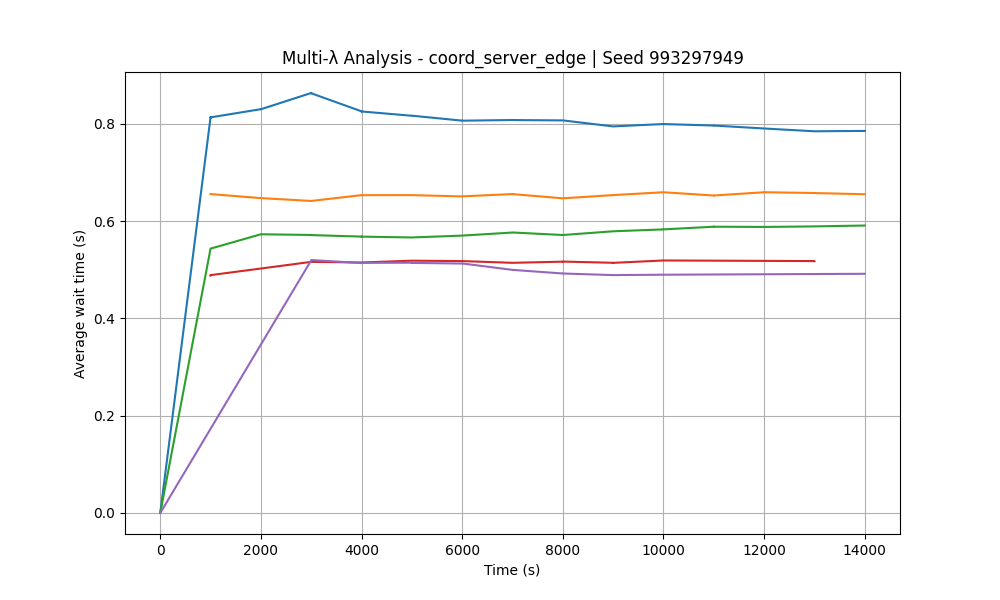 Multi-λ Analysis - coord_server_edge | Seed 993297949
Average wait time (s)
0.8
0.6
0.4
0.2
0.0
0 2000 4000 6000 8000 10000 12000 14000
Time (s)